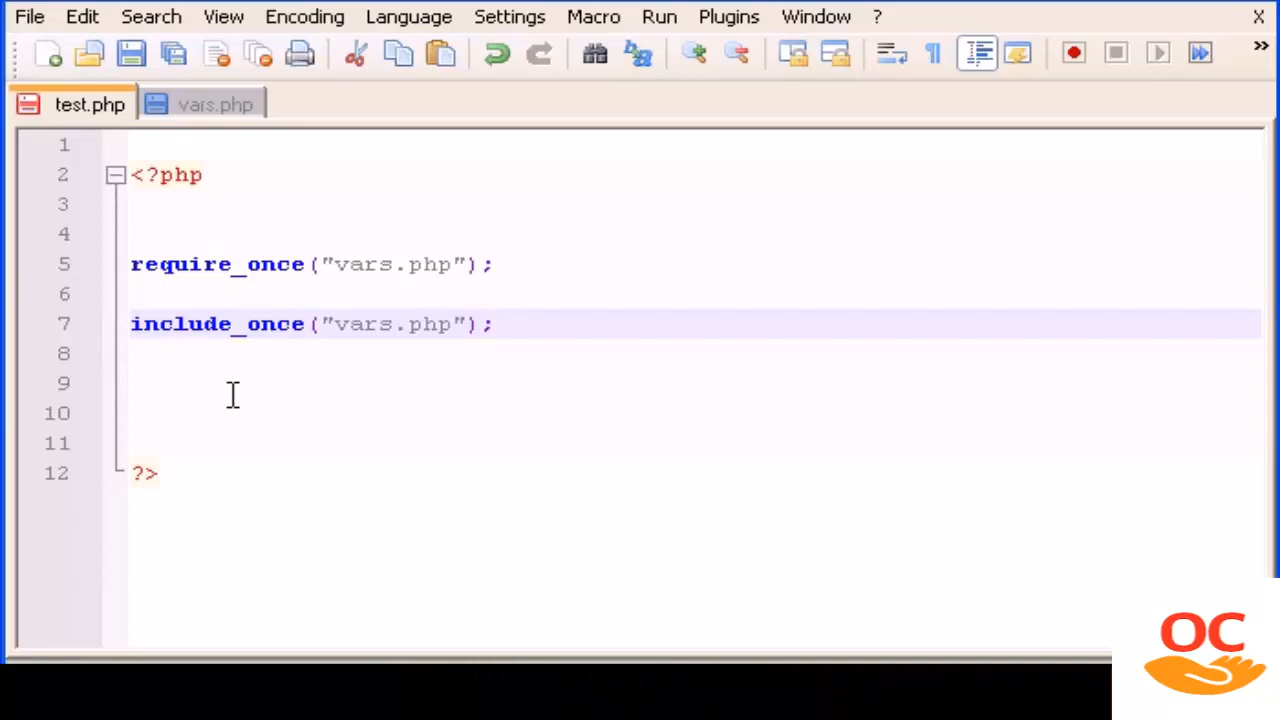 File Edit Search View Encoding Language Settings Macro Run Plugins Window ? X
test.php vars.php
1
2 <?php
3
4
5 require_once("vars.php");
6
7 include_once("vars.php");
8
9
10
11
12 ?>
OC